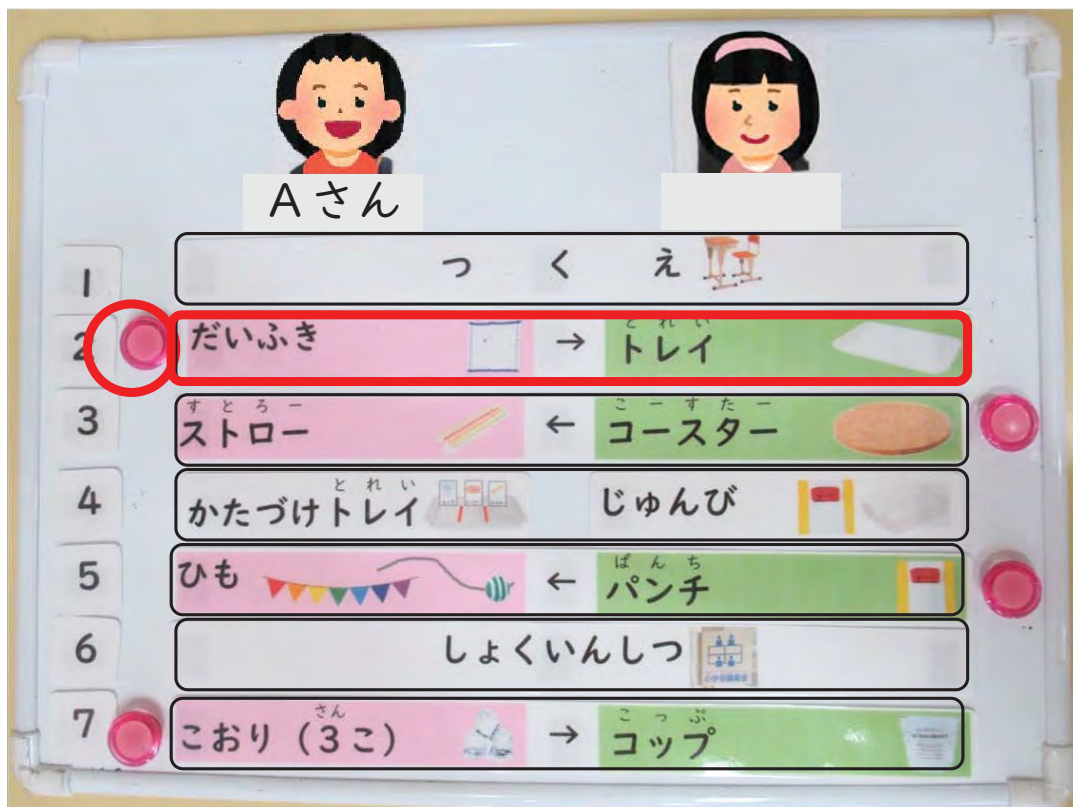 Aさん
1
つくえ
2
だいふき → とれい
トレイ
3
すとろー
ストロー ← こーすたー
コースター
4
とれい
かたづけトレイ じゅんび
5
ひも ← ぱんち
パンチ
6
しょくいんしつ
7
さん
こおり(3こ) → こっぷ
コップ